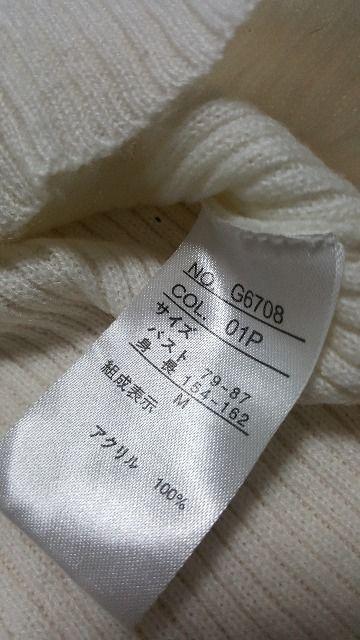 NO. G6708
COL. 01P
サイズ
バスト 79-87
身長 154-162
M
組成表示
アクリル 100%